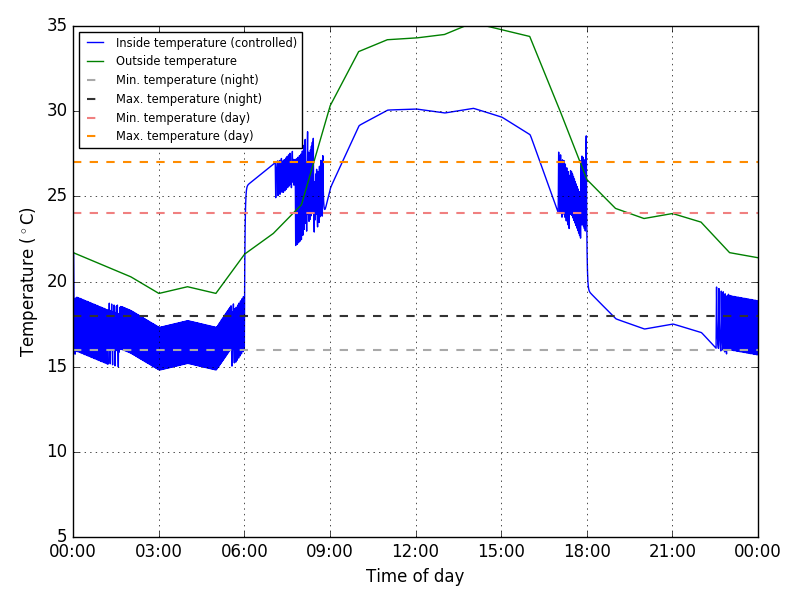 35
30
25
20
15
10
5
Temperature (°C)
Inside temperature (controlled)
Outside temperature
Min. temperature (night)
Max. temperature (night)
Min. temperature (day)
Max. temperature (day)
00:00 03:00 06:00 09:00 12:00 15:00 18:00 21:00 00:00
Time of day